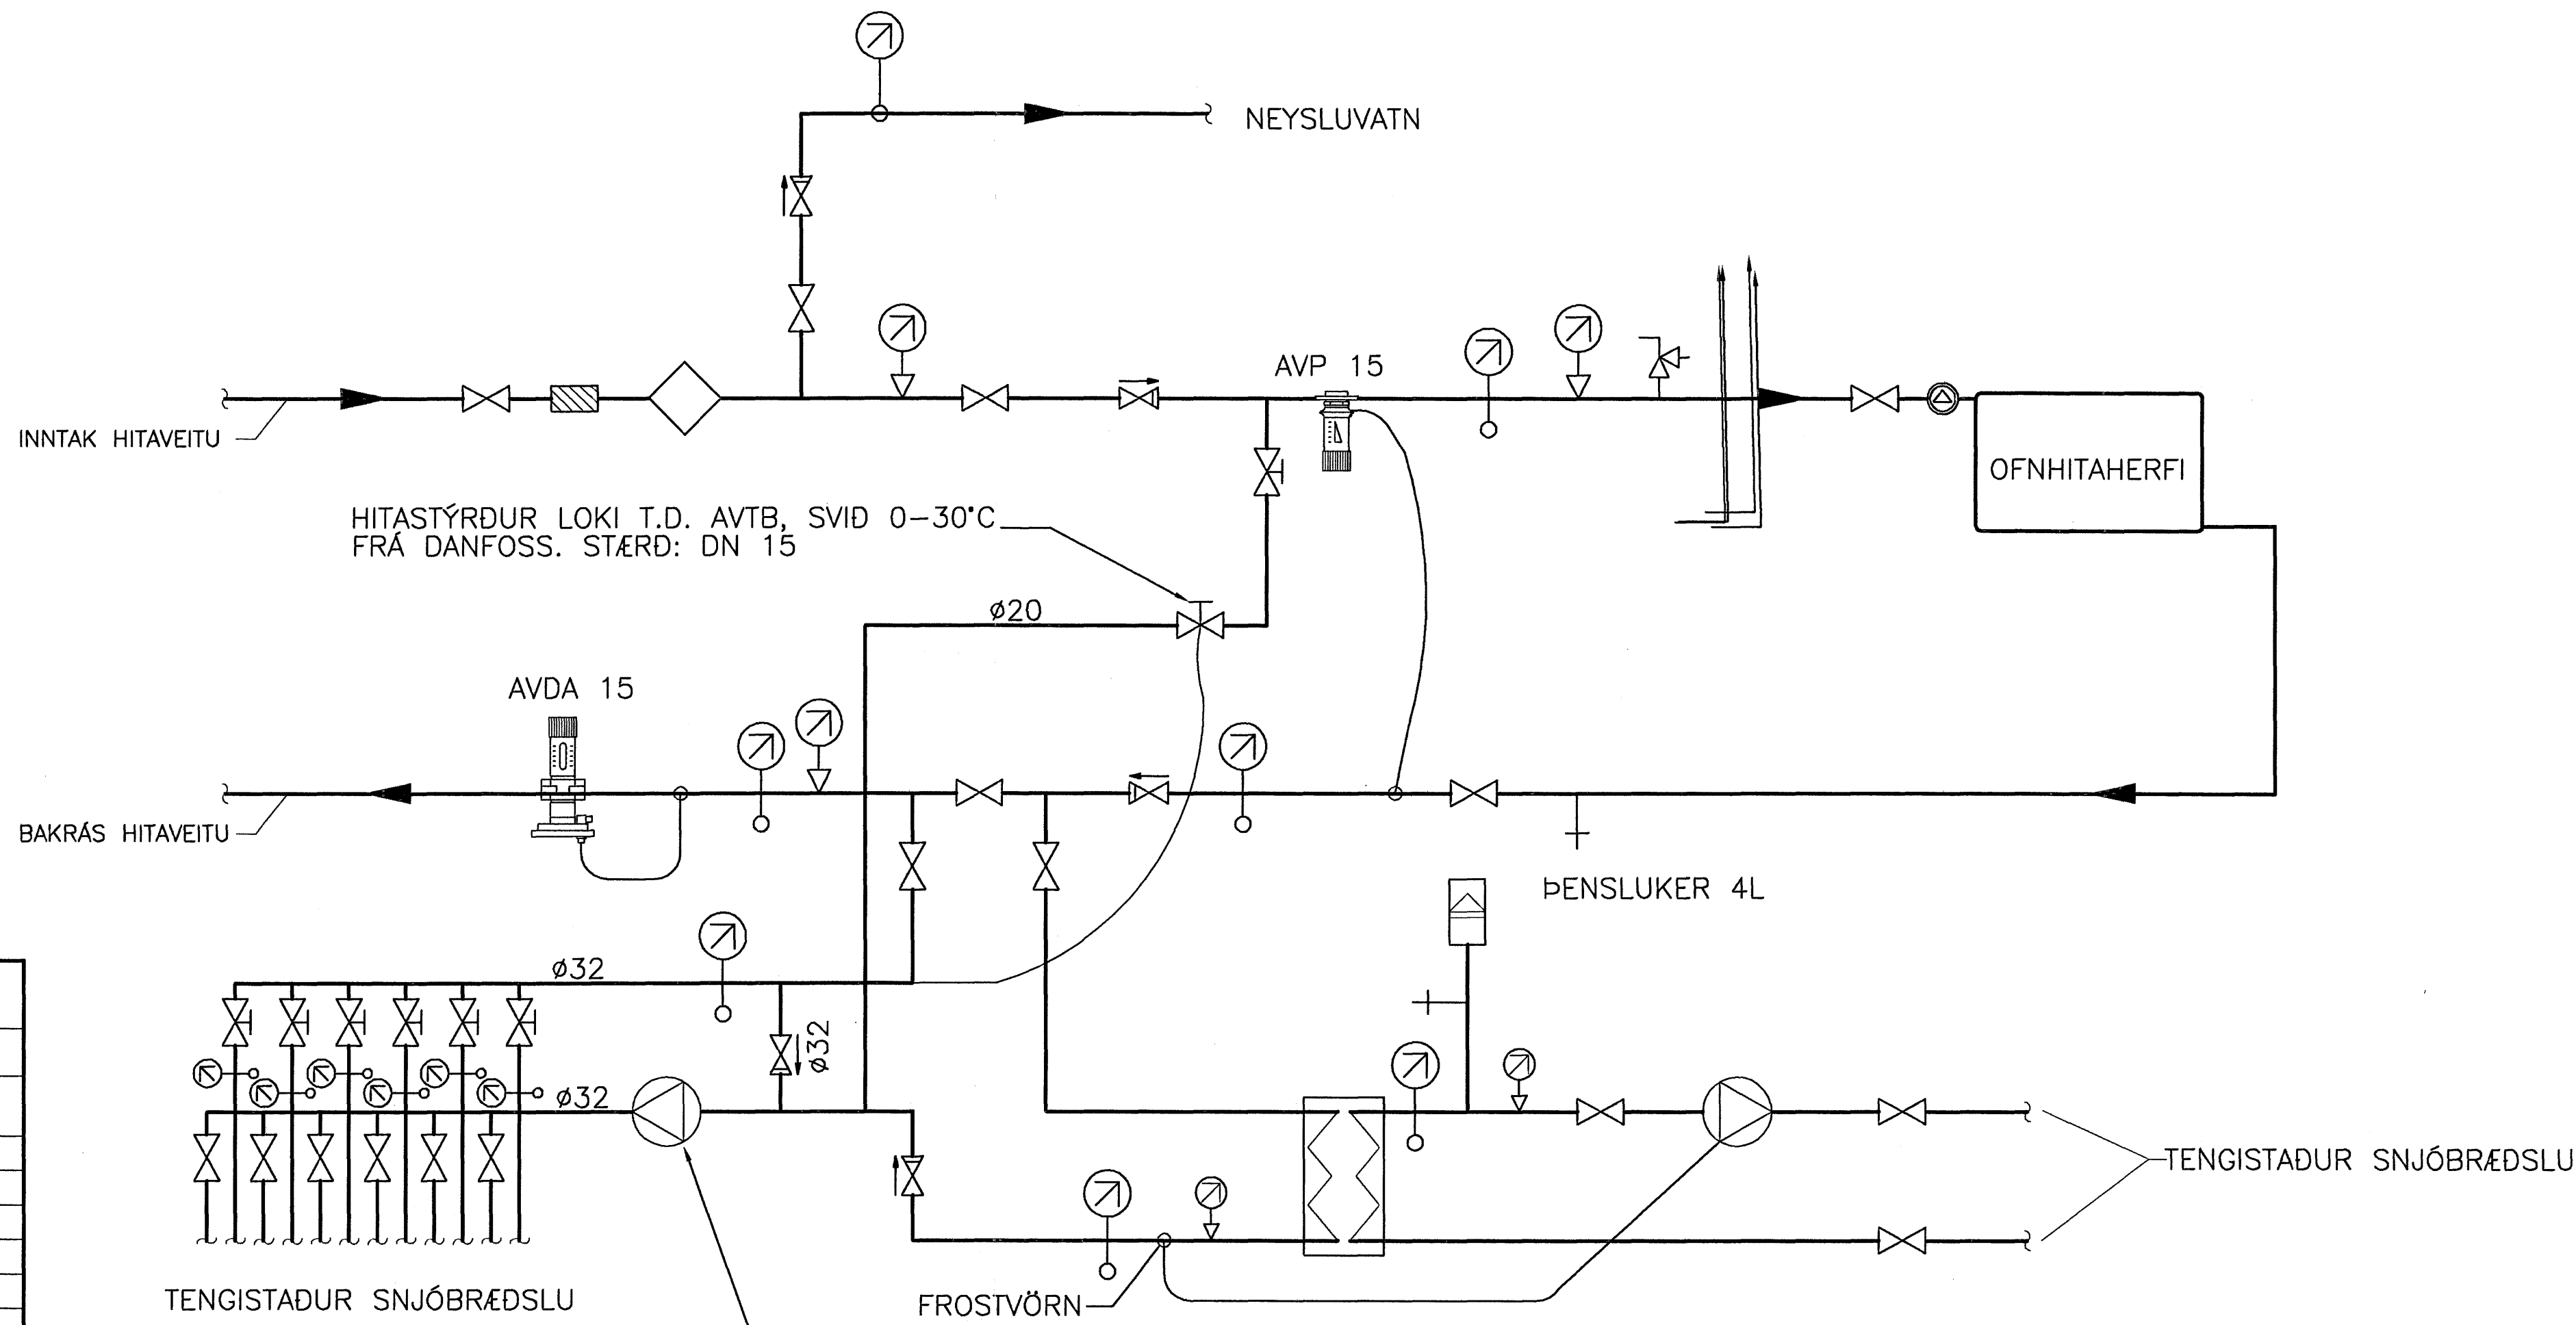 NEYSLUVATN
AVP 15
INNTAK HITAVEITU
OFNHITAHERFI
HITASTÝRÐUR LOKI T.D. AVTB, SVIÐ 0-30°C
FRÁ DANFOSS. STÆRÐ: DN 15
ø20
AVDA 15
BAKRÁS HITAVEITU
ÞENSLUKER 4L
ø32
ø32
ø32
TENGISTAÐUR SNJÓBRÆÐSLU
TENGISTAÐUR SNJÓBRÆÐSLU
FROSTVÖRN